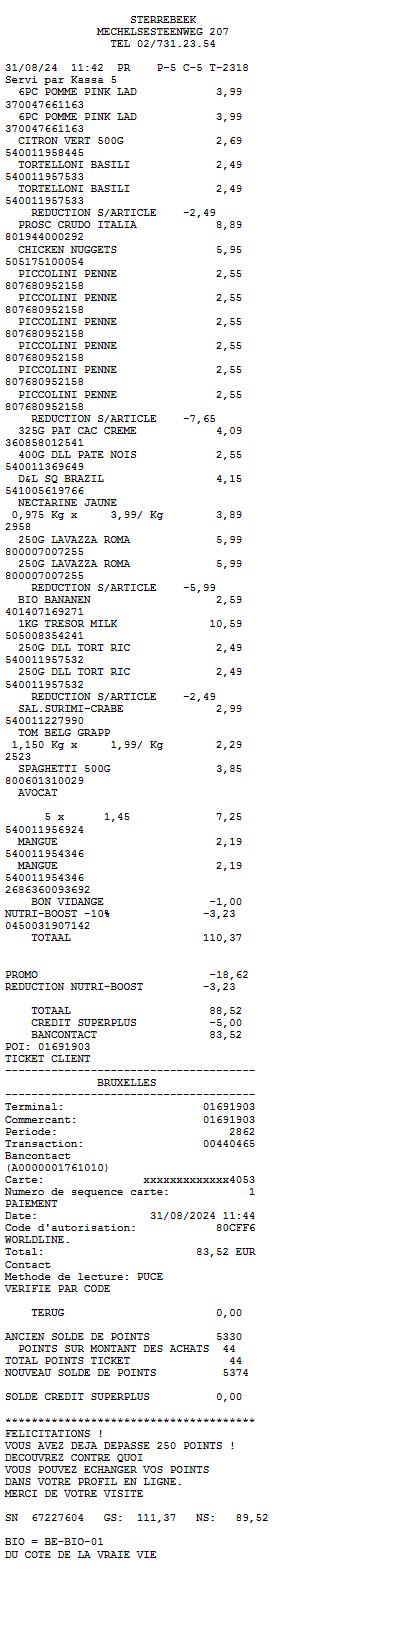 STERREBEEK
MECHELSESTEENWEG 207
TEL 02/731.23.54
31/08/24 11:42 PR P-5 C-5 T-2318
Servi par Kassa 5
6PC POMME PINK LAD 3,99
370047661163
6PC POMME PINK LAD 3,99
370047661163
CITRON VERT 500G 2,69
540011958445
TORTELLONI BASILI 2,49
540011957533
TORTELLONI BASILI 2,49
540011957533
REDUCTION S/ARTICLE -2,49
PROSC CRUDO ITALIA 8,89
801944000292
CHICKEN NUGGETS 5,95
505175100054
PICCOLINI PENNE 2,55
807680952158
PICCOLINI PENNE 2,55
807680952158
PICCOLINI PENNE 2,55
807680952158
PICCOLINI PENNE 2,55
807680952158
PICCOLINI PENNE 2,55
807680952158
PICCOLINI PENNE 2,55
807680952158
REDUCTION S/ARTICLE -7,65
325G PAT CAC CREME 4,09
360858012541
400G DLL PATE NOIS 2,55
540011369649
D&L SQ BRAZIL 4,15
541005619766
NECTARINE JAUNE
0,975 Kg x 3,99/ Kg 3,89
2958
250G LAVAZZA ROMA 5,99
800007007255
250G LAVAZZA ROMA 5,99
800007007255
REDUCTION S/ARTICLE -5,99
BIO BANANEN 2,59
401407169271
1KG TRESOR MILK 10,59
505008354241
250G DLL TORT RIC 2,49
540011957532
250G DLL TORT RIC 2,49
540011957532
REDUCTION S/ARTICLE -2,49
SAL.SURIMI-CRABE 2,99
540011227990
TOM BELG GRAPP
1,150 Kg x 1,99/ Kg 2,29
2523
SPAGHETTI 500G 3,85
800601310029
AVOCAT
5 x 1,45 7,25
540011956924
MANGUE 2,19
540011954346
MANGUE 2,19
540011954346
2686360093692
BON VIDANGE -1,00
NUTRI-BOOST -10% -3,23
0450031907142
TOTAAL 110,37
PROMO -18,62
REDUCTION NUTRI-BOOST -3,23
TOTAAL 88,52
CREDIT SUPERPLUS -5,00
BANCONTACT 83,52
POI: 01691903
TICKET CLIENT
--------------------------------------
BRUXELLES
--------------------------------------
Terminal: 01691903
Commercant: 01691903
Periode: 2862
Transaction: 00440465
Bancontact
(A0000001761010)
Carte: xxxxxxxxxxxxx4053
Numero de sequence carte: 1
PAIEMENT
Date: 31/08/2024 11:44
Code d'autorisation: 80CFF6
WORLDLINE.
Total: 83,52 EUR
Contact
Methode de lecture: PUCE
VERIFIE PAR CODE
TERUG 0,00
ANCIEN SOLDE DE POINTS 5330
POINTS SUR MONTANT DES ACHATS 44
TOTAL POINTS TICKET 44
NOUVEAU SOLDE DE POINTS 5374
SOLDE CREDIT SUPERPLUS 0,00
**************************************
FELICITATIONS !
VOUS AVEZ DEJA DEPASSE 250 POINTS !
DECOUVREZ CONTRE QUOI
VOUS POUVEZ ECHANGER VOS POINTS
DANS VOTRE PROFIL EN LIGNE.
MERCI DE VOTRE VISITE
SN 67227604 GS: 111,37 NS: 89,52
BIO = BE-BIO-01
DU COTE DE LA VRAIE VIE